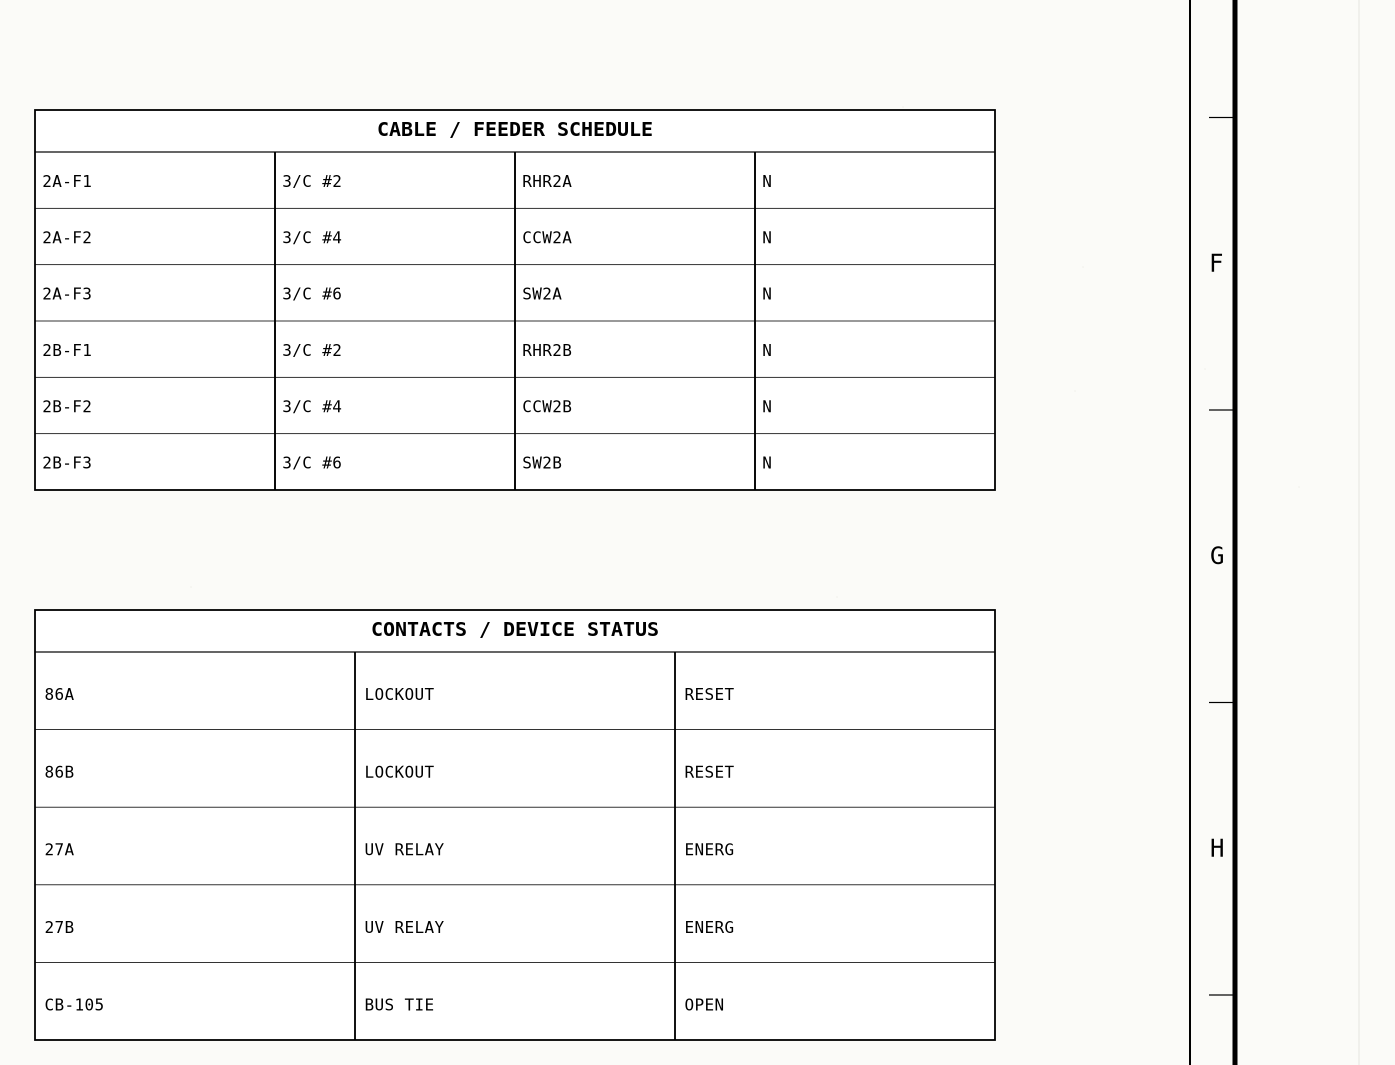 CABLE / FEEDER SCHEDULE
2A-F1 3/C #2 RHR2A N
2A-F2 3/C #4 CCW2A N
2A-F3 3/C #6 SW2A N
2B-F1 3/C #2 RHR2B N
2B-F2 3/C #4 CCW2B N
2B-F3 3/C #6 SW2B N
CONTACTS / DEVICE STATUS
86A LOCKOUT RESET
86B LOCKOUT RESET
27A UV RELAY ENERG
27B UV RELAY ENERG
CB-105 BUS TIE OPEN
F
G
H